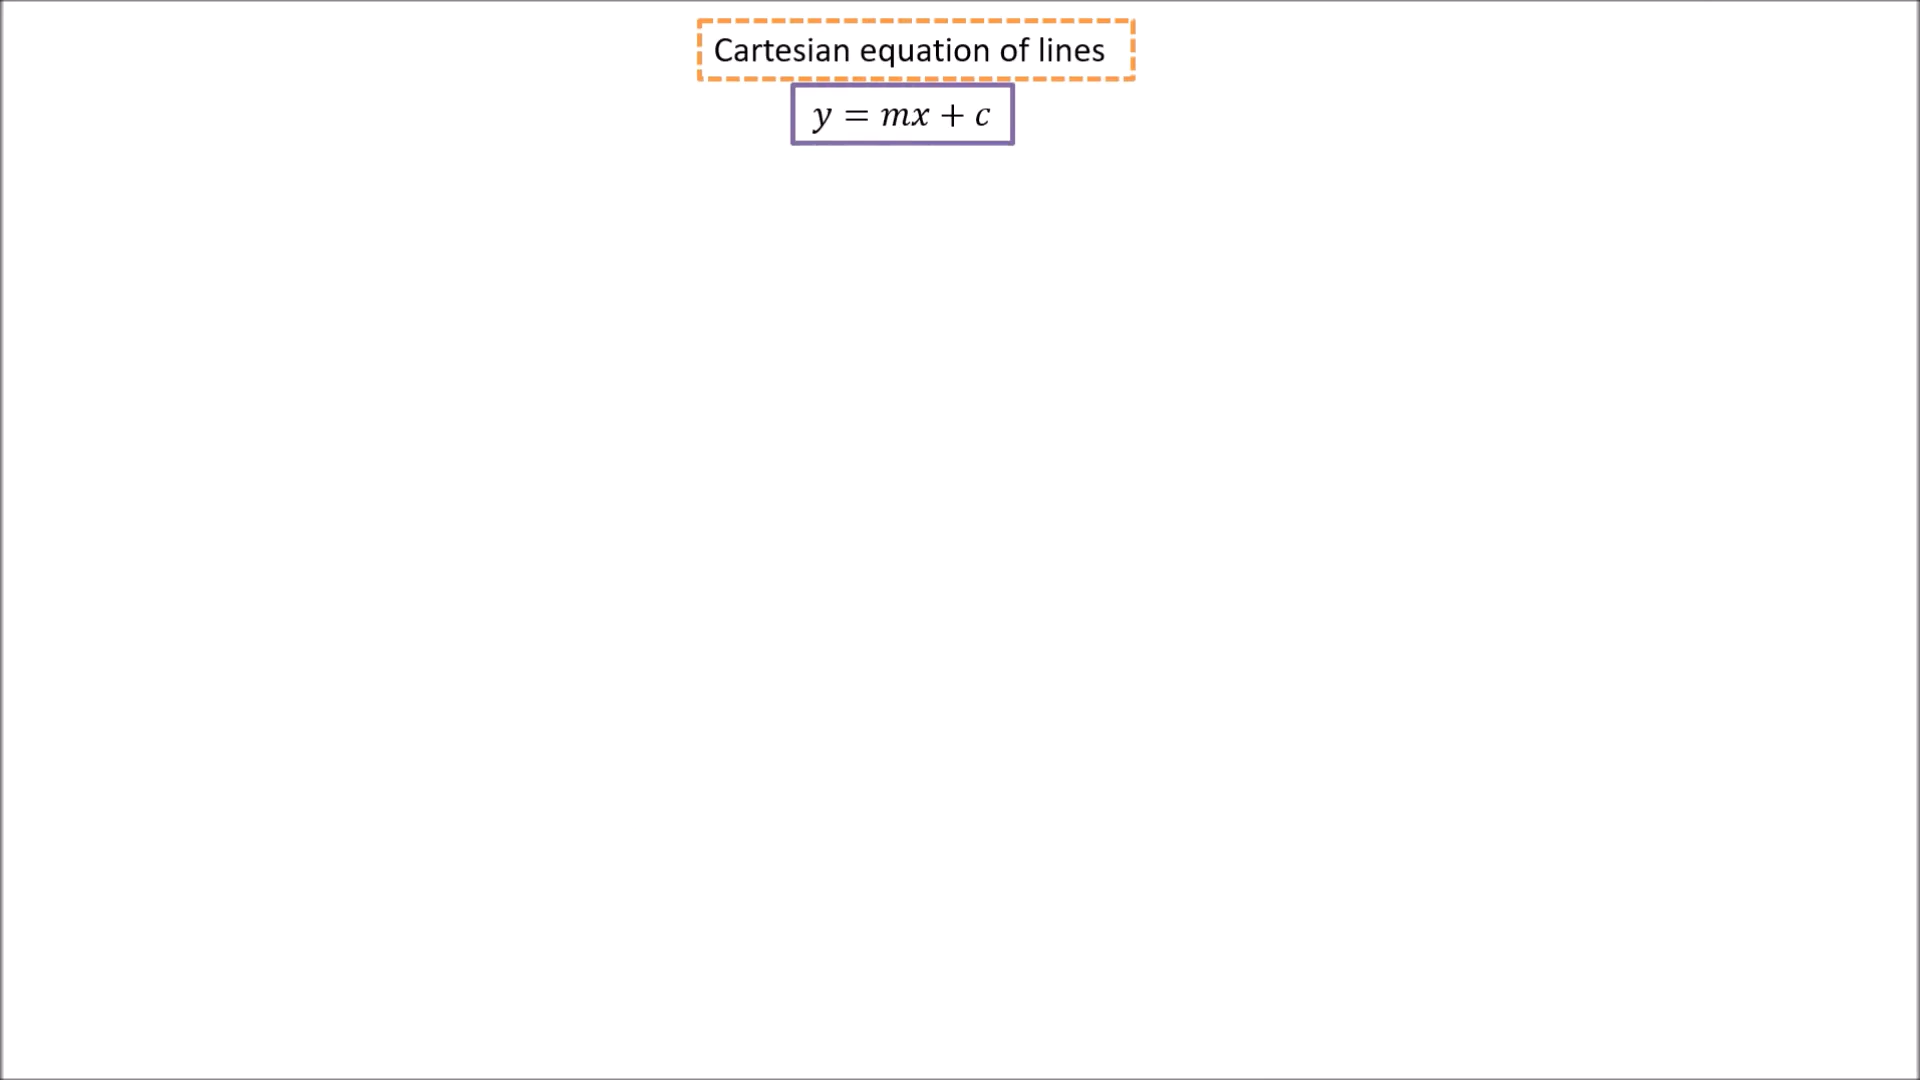 Cartesian equation of lines
y = mx + c